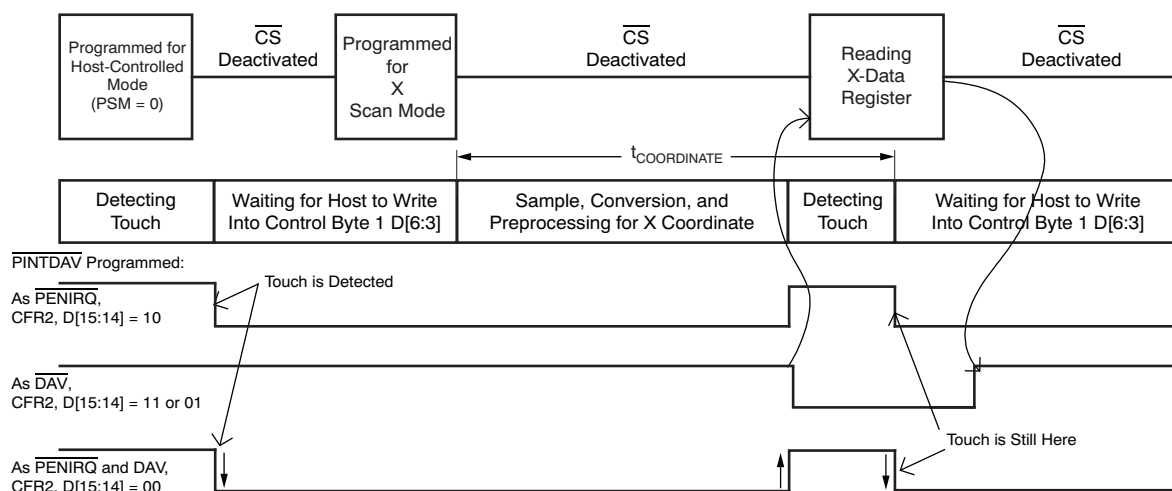 CS
Deactivated
CS
Deactivated
CS
Deactivated
Programmed for
Host-Controlled
Mode
(PSM = 0)
Programmed
for
X
Scan Mode
Reading
X-Data
Register
tCOORDINATE
Detecting
Touch
Waiting for Host to Write
Into Control Byte 1 D[6:3]
Sample, Conversion, and
Preprocessing for X Coordinate
Detecting
Touch
Waiting for Host to Write
Into Control Byte 1 D[6:3]
PINTDAV Programmed:
Touch is Detected
As PENIRQ,
CFR2, D[15:14] = 10
As DAV,
CFR2, D[15:14] = 11 or 01
Touch is Still Here
As PENIRQ and DAV,
CFR2, D[15:14] = 00